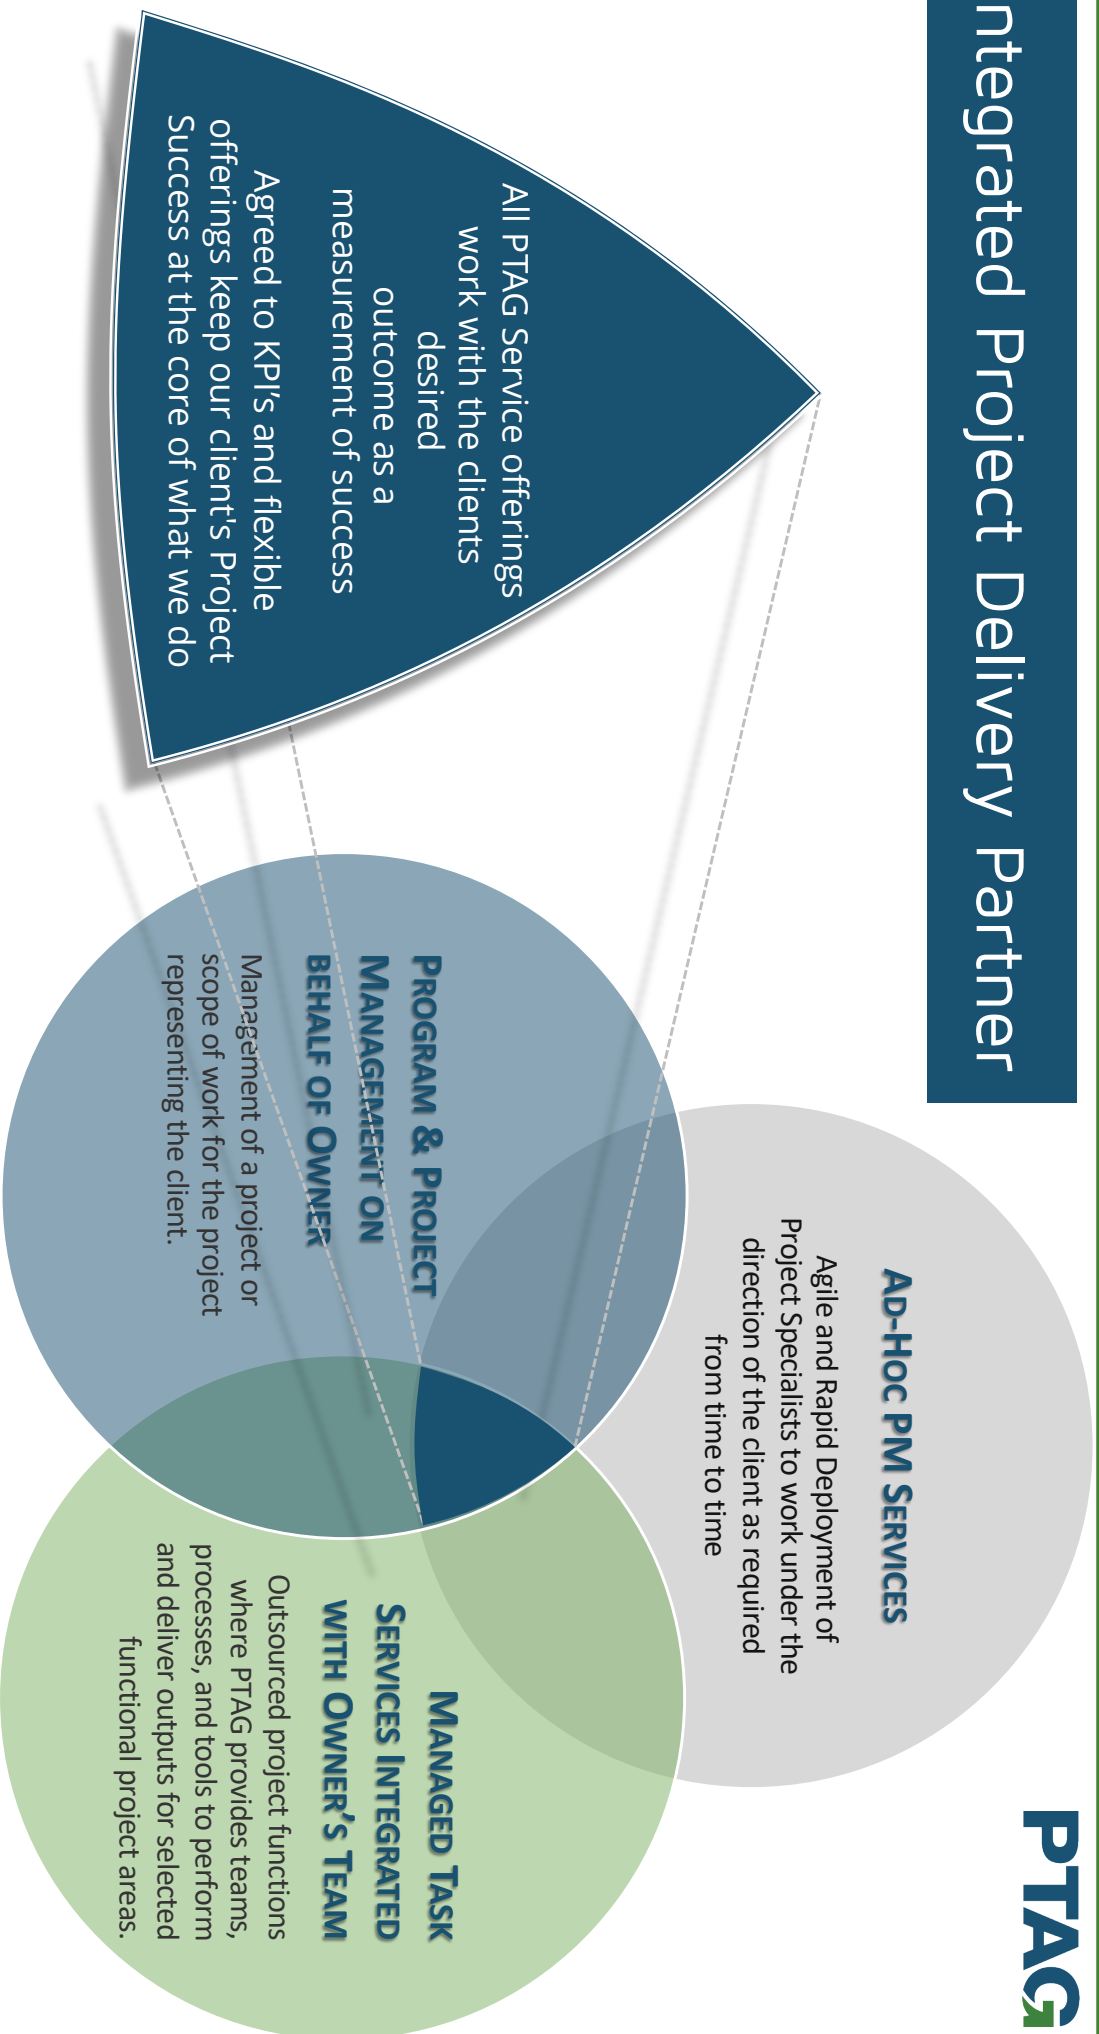 ntegrated Project Delivery Partner
PTAG
All PTAG Service offerings
work with the clients
desired
outcome as a
measurement of success
Agreed to KPI's and flexible
offerings keep our client's Project
Success at the core of what we do
AD-HOC PM SERVICES
Agile and Rapid Deployment of
Project Specialists to work under the
direction of the client as required
from time to time
PROGRAM & PROJECT
MANAGEMENT ON
BEHALF OF OWNER
Management of a project or
scope of work for the project
representing the client.
MANAGED TASK
SERVICES INTEGRATED
WITH OWNER'S TEAM
Outsourced project functions
where PTAG provides teams,
processes, and tools to perform
and deliver outputs for selected
functional project areas.